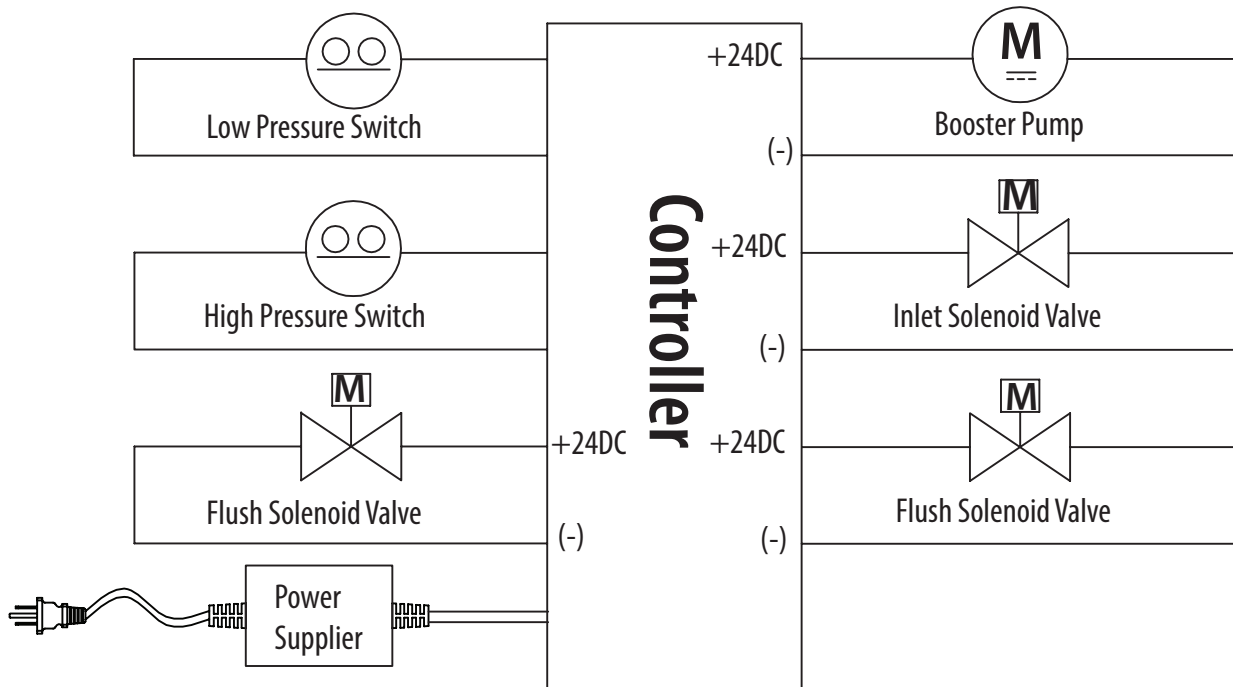 Low Pressure Switch
High Pressure Switch
M
+24DC
Flush Solenoid Valve
(-)
Power
Supplier
Controller
+24DC
M
Booster Pump
(-)
M
+24DC
Inlet Solenoid Valve
(-)
M
+24DC
Flush Solenoid Valve
(-)